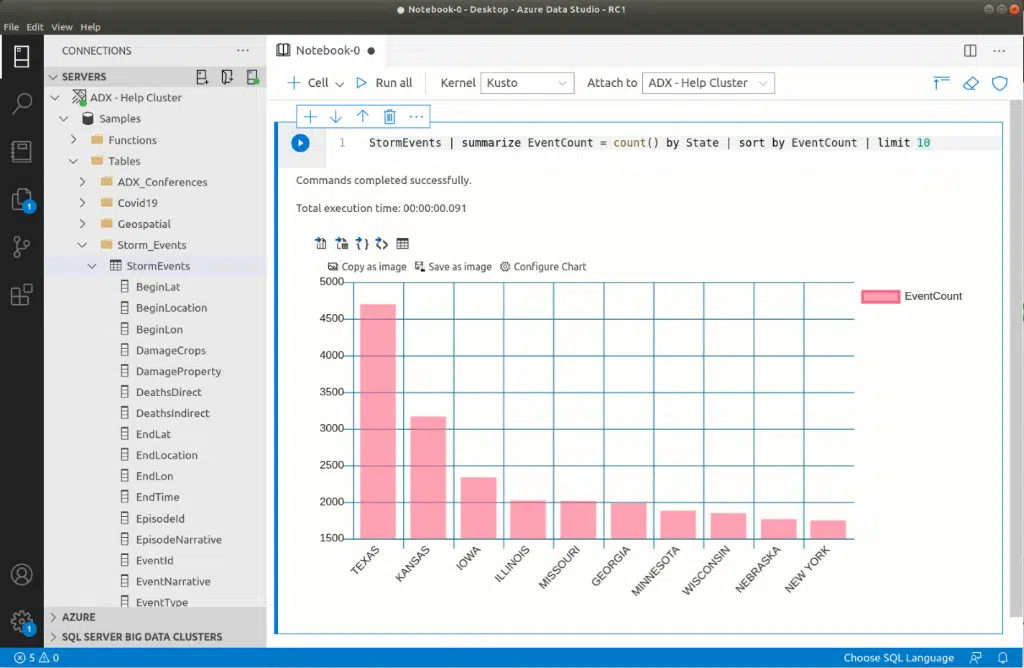 ● Notebook-0 - Desktop - Azure Data Studio - RC1
File Edit View Help
CONNECTIONS
SERVERS
ADX - Help Cluster
Samples
Functions
Tables
ADX_Conferences
Covid19
Geospatial
Storm_Events
StormEvents
BeginLat
BeginLocation
BeginLon
DamageCrops
DamageProperty
DeathsDirect
DeathsIndirect
EndLat
EndLocation
EndLon
EndTime
EpisodeId
EpisodeNarrative
EventId
EventNarrative
EventType
AZURE
SQL SERVER BIG DATA CLUSTERS
1
1
Notebook-0 ●
Cell Run all Kernel Kusto Attach to ADX - Help Cluster
1 StormEvents | summarize EventCount = count() by State | sort by EventCount | limit 10
Commands completed successfully.
Total execution time: 00:00:00.091
Copy as image Save as image Configure Chart
EventCount
5000
4500
4000
3500
3000
2500
2000
1500
TEXAS
KANSAS
IOWA
ILLINOIS
MISSOURI
GEORGIA
MINNESOTA
WISCONSIN
NEBRASKA
NEW YORK
5 0 Choose SQL Language